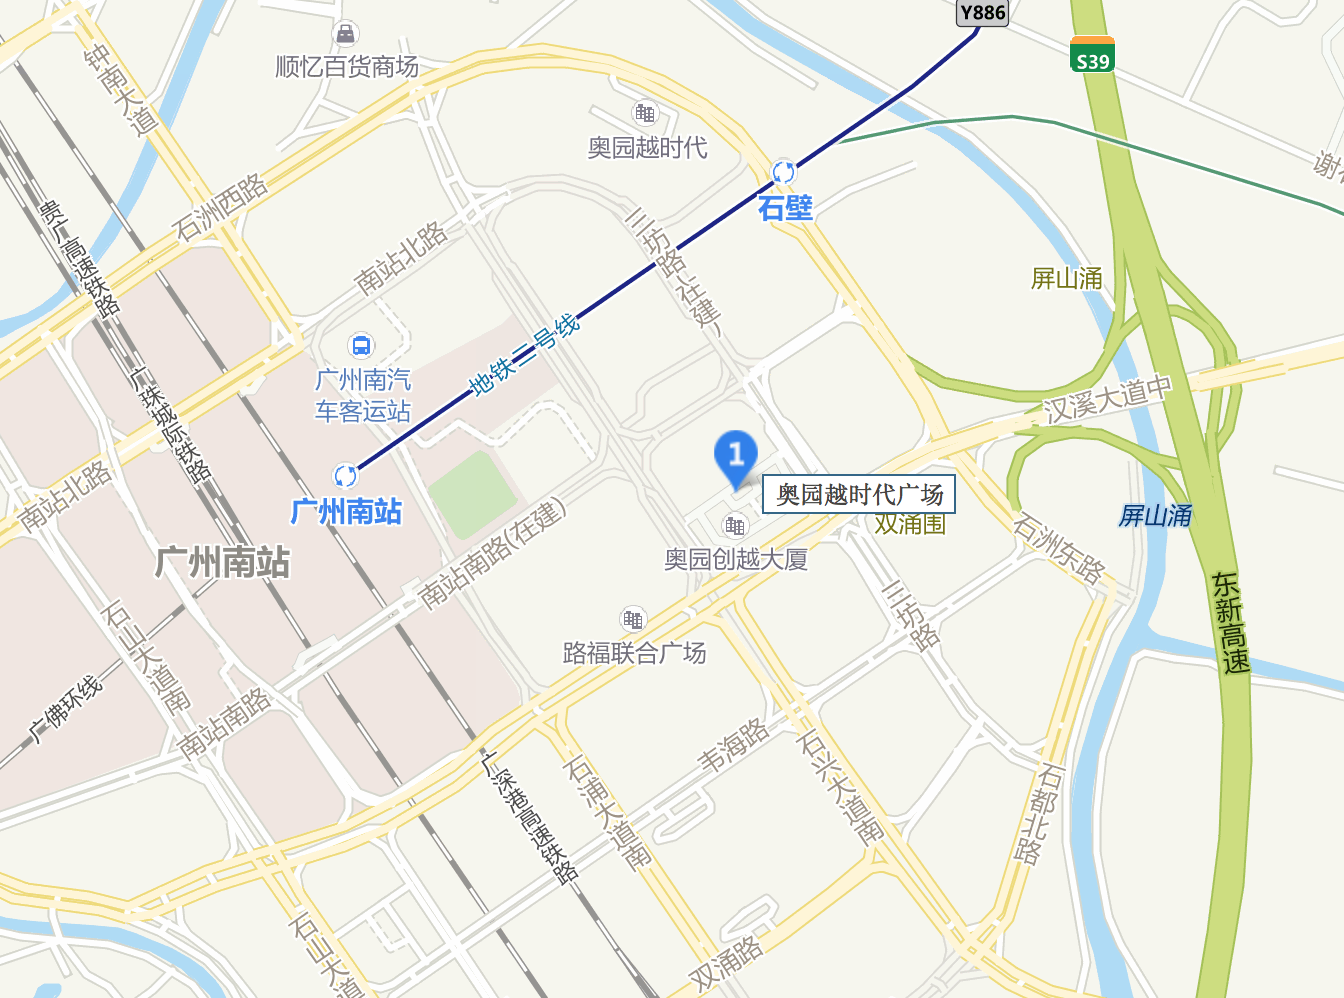 Y886
S39
钟南大道
顺忆百货商场
奥园越时代
石洲西路
石壁
贵广高速铁路
南站北路
三坊路(在建)
屏山涌
广州南汽
车客运站
地铁二号线
汉溪大道中
广珠城际铁路
南站北路
1
奥园越时代广场
广州南站
双涌围
屏山涌
石洲东路
广州南站
奥园创越大厦
南站南路(在建)
东新高速
三坊路
石山大道南
路福联合广场
广佛环线
南站南路
韦海路
石兴大道南
石浦大道南
广深港高速铁路
石都北路
石山大道
双涌路